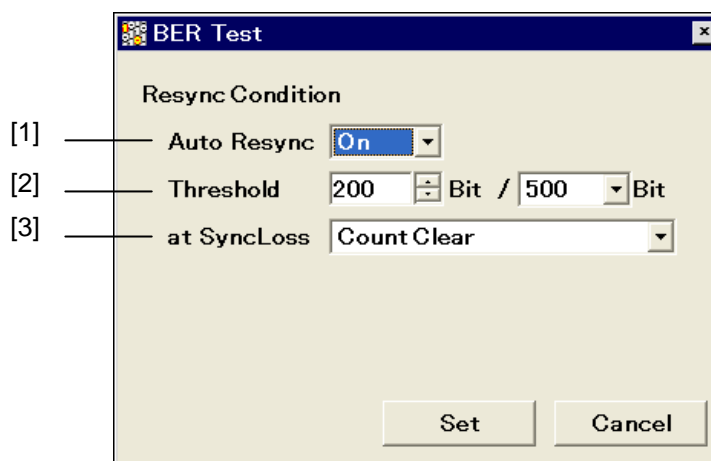 BER Test
Resync Condition
[1] Auto Resync On
[2] Threshold 200 Bit / 500 Bit
[3] at SyncLoss Count Clear
Set Cancel